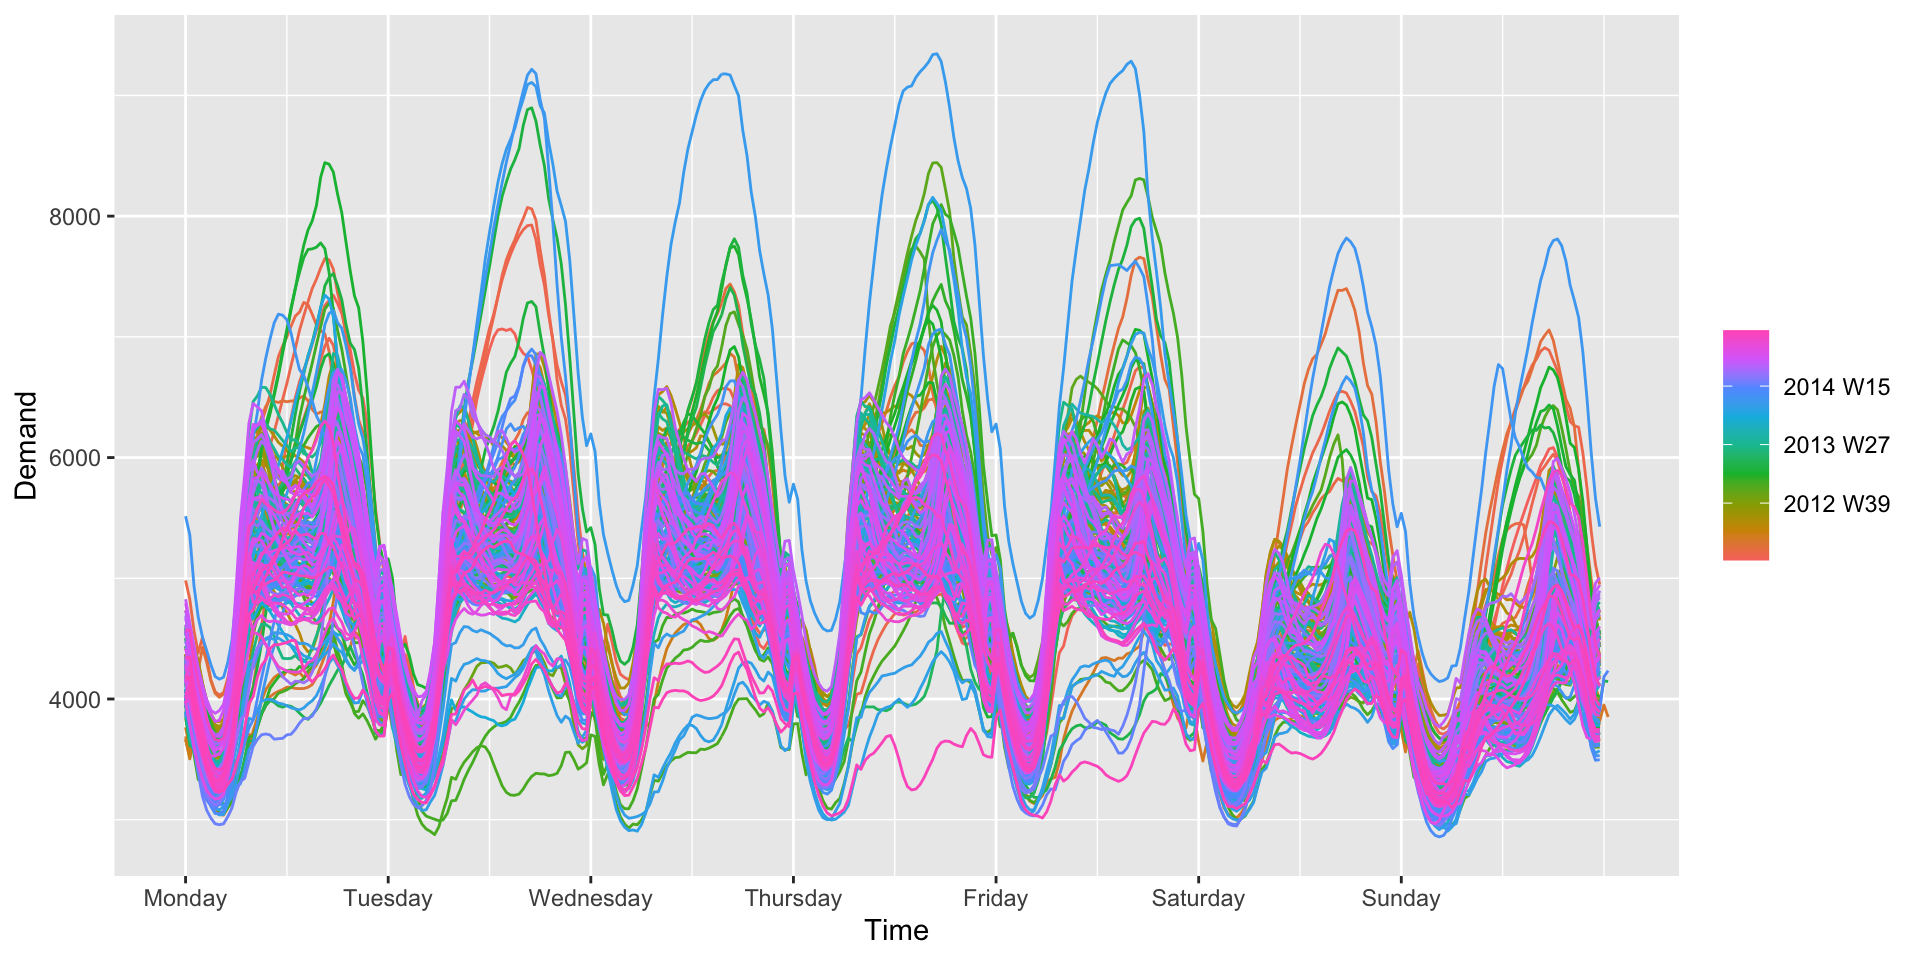 Demand
8000
6000
4000
Monday Tuesday Wednesday Thursday Friday Saturday Sunday
Time
2014 W15
2013 W27
2012 W39